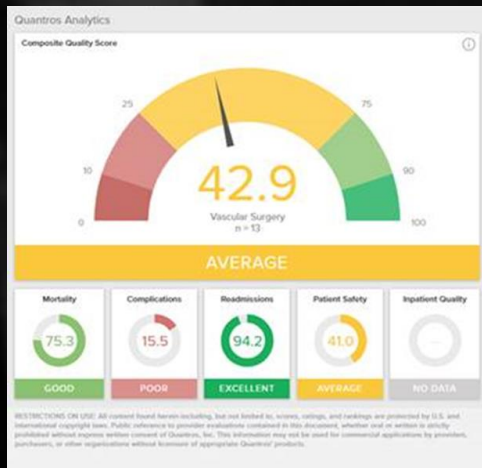 Quantros Analytics
Composite Quality Score
25
75
10
90
0
100
42.9
Vascular Surgery
n = 13
AVERAGE
Mortality
Complications
Readmissions
Patient Safety
Inpatient Quality
75.3
15.5
94.2
41.0
--
GOOD
POOR
EXCELLENT
AVERAGE
NO DATA
RESTRICTIONS ON USE: All content found herein including, but not limited to, scores, ratings, and rankings are protected by U.S. and
international copyright laws. Public reference to provider evaluations contained in this document, whether oral or written is strictly
prohibited without express written consent of Quantros, Inc. This information may not be used for commercial applications by providers,
purchasers, or other organizations without licensure of appropriate Quantros' products.